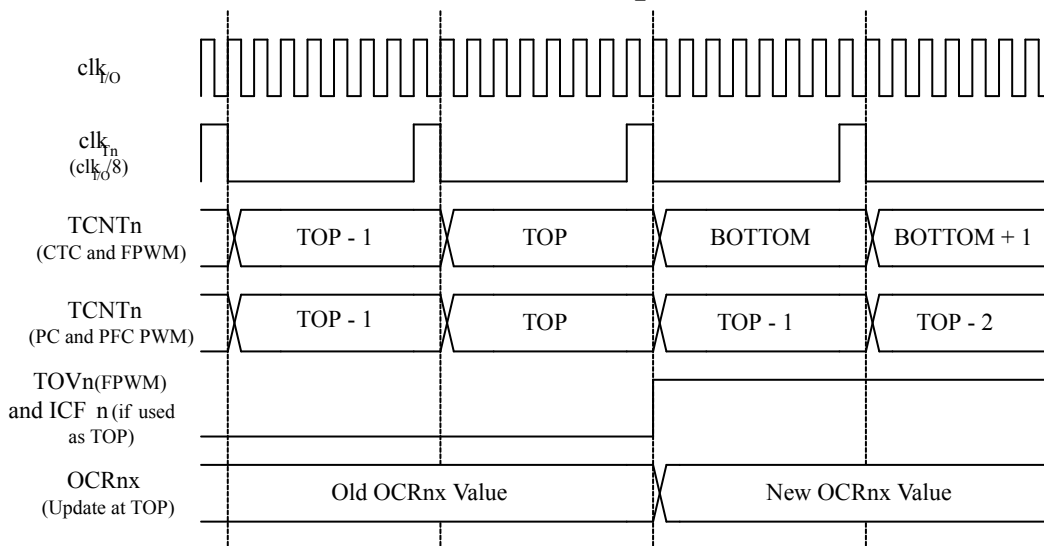 clkI/O
clkTn
(clkI/O/8)
TCNTn
(CTC and FPWM)
TOP - 1
TOP
BOTTOM
BOTTOM + 1
TCNTn
(PC and PFC PWM)
TOP - 1
TOP
TOP - 1
TOP - 2
TOVn(FPWM)
and ICF n (if used
as TOP)
OCRnx
(Update at TOP)
Old OCRnx Value
New OCRnx Value